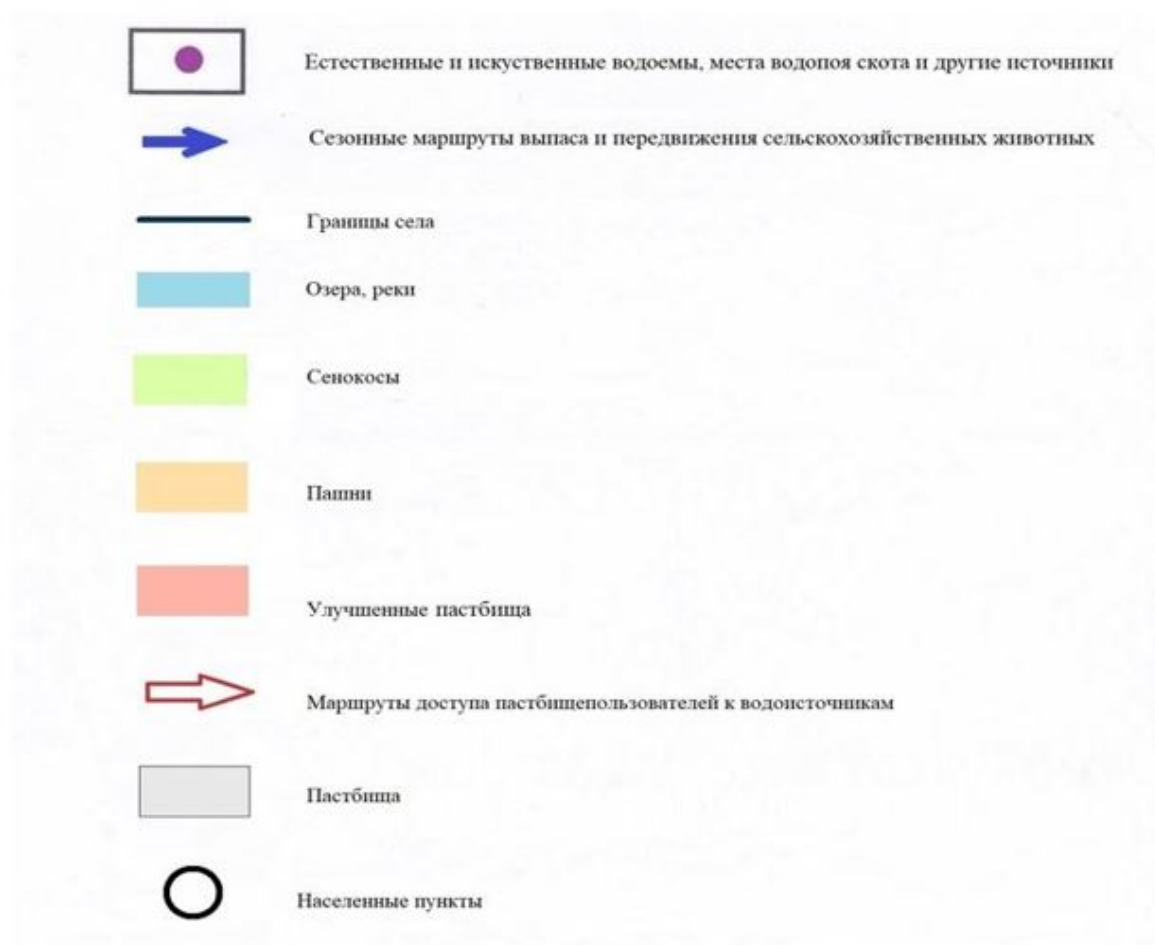 Естественные и искуственные водоемы, места водопоя скота и другие источники
Сезонные маршруты выпаса и передвижения сельскохозяйственных животных
Границы села
Озера, реки
Сенокосы
Пашни
Улучшенные пастбища
Маршруты доступа пастбищепользователей к водоисточникам
Пастбища
Населенные пункты